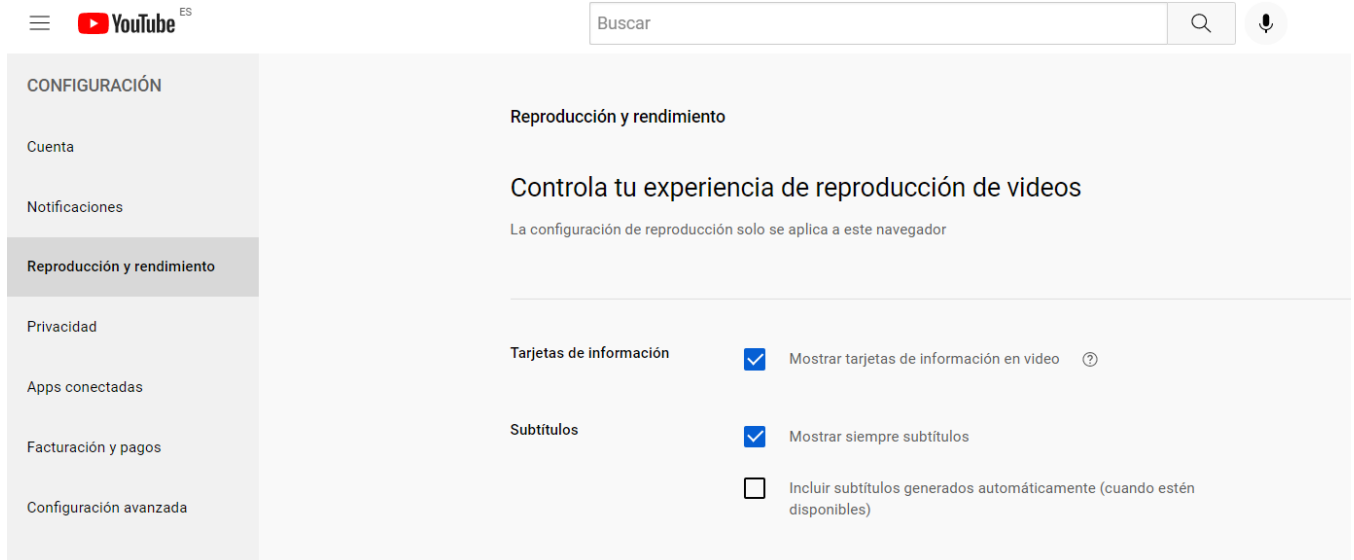 YouTube ES
Buscar
CONFIGURACIÓN
Cuenta
Notificaciones
Reproducción y rendimiento
Privacidad
Apps conectadas
Facturación y pagos
Configuración avanzada
Reproducción y rendimiento
Controla tu experiencia de reproducción de videos
La configuración de reproducción solo se aplica a este navegador
Tarjetas de información
Mostrar tarjetas de información en video
Subtítulos
Mostrar siempre subtítulos
Incluir subtítulos generados automáticamente (cuando estén
disponibles)